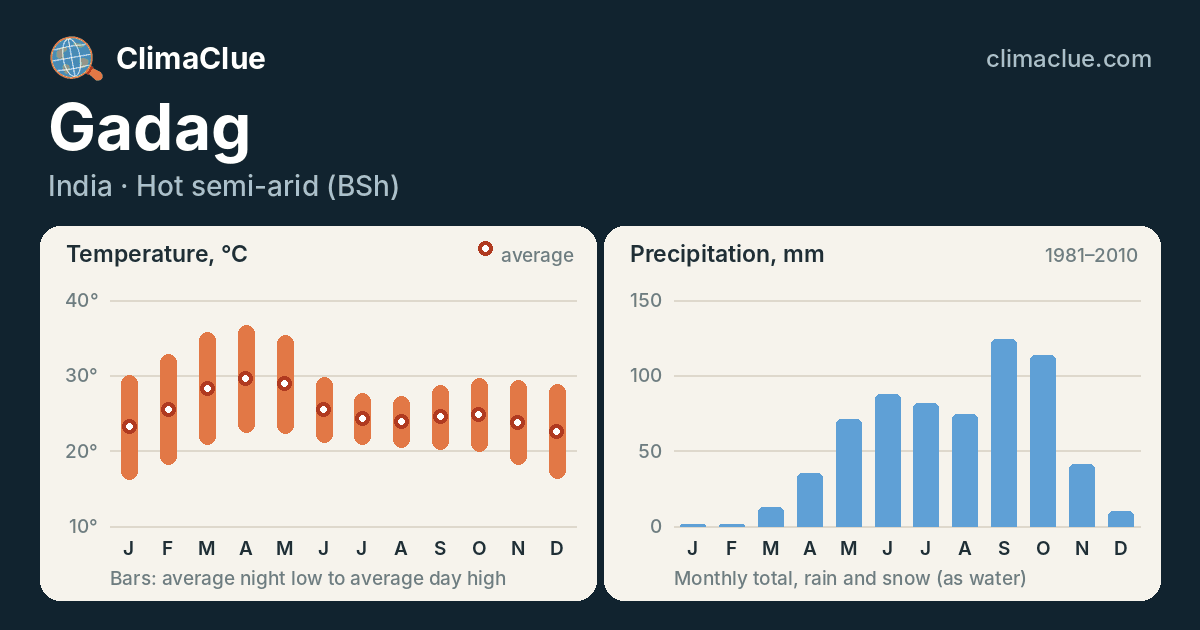 ClimaClue
climaclue.com
Gadag
India · Hot semi-arid (BSh)
Temperature, °C
average
40°
30°
20°
10°
J F M A M J J A S O N D
Bars: average night low to average day high
Precipitation, mm
1981–2010
150
100
50
0
J F M A M J J A S O N D
Monthly total, rain and snow (as water)